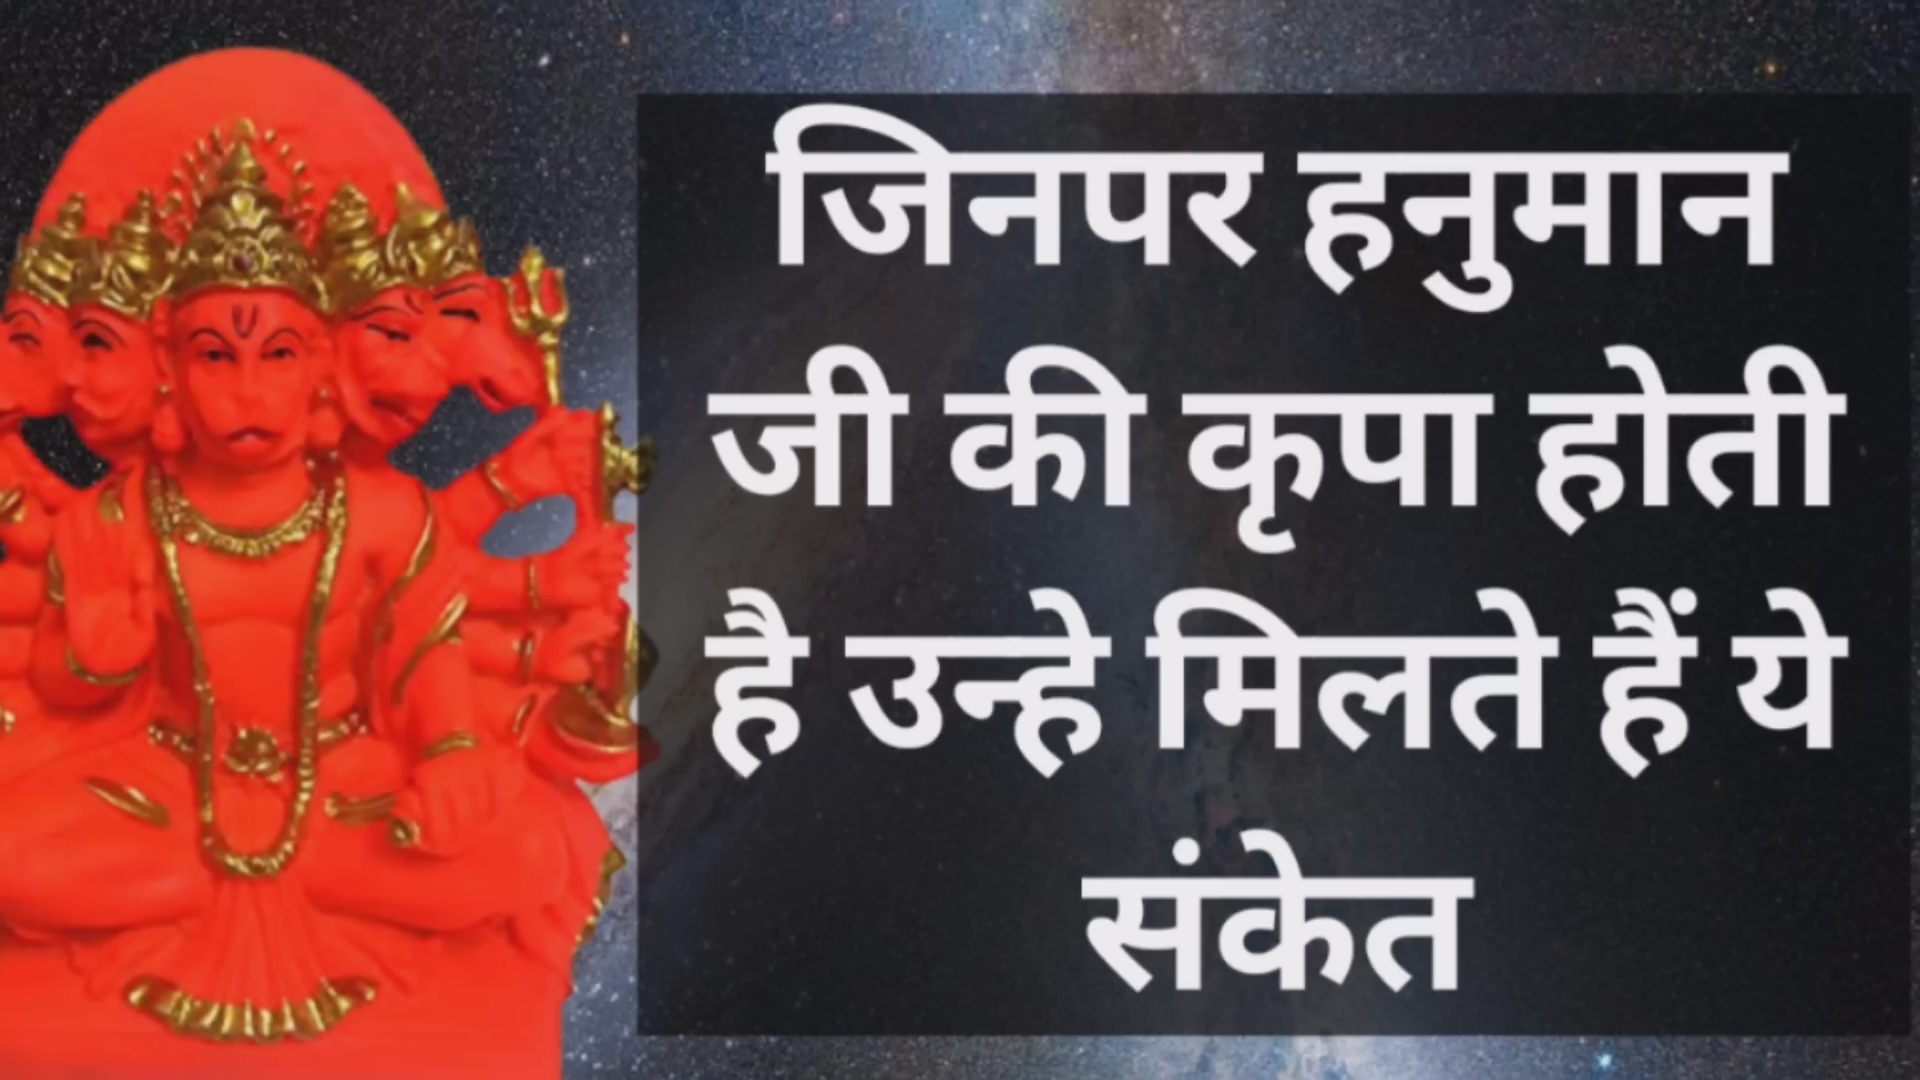 जिनपर हनुमान
जी की कृपा होती
है उन्हे मिलते हैं ये
संकेत